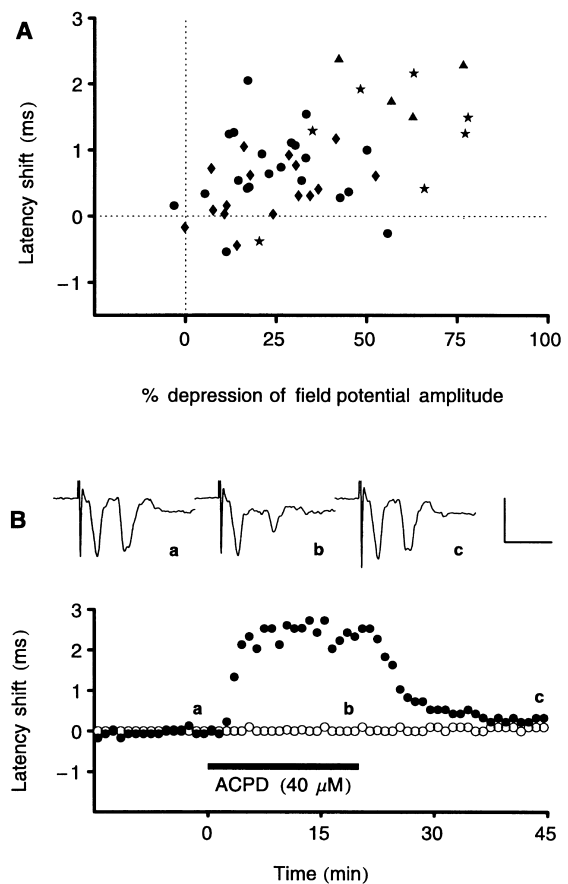 A
3
2
1
0
−1
Latency shift (ms)
0 25 50 75 100
% depression of field potential amplitude
B
a b c
3
2
1
0
−1
Latency shift (ms)
a b c
ACPD (40 μM)
0 15 30 45
Time (min)